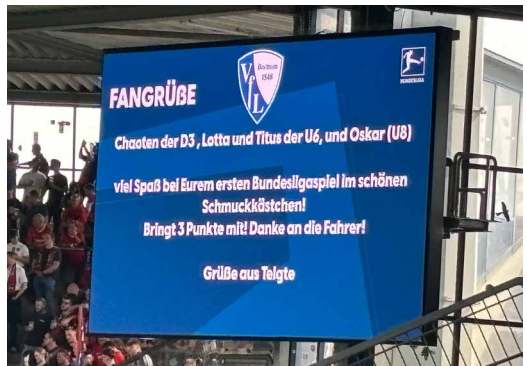 Bochum
1848
VfL
BUNDESLIGA
FANGRÜßE
Chaoten der D3 , Lotta und Titus der U6, und Oskar (U8)
viel Spaß bei Eurem ersten Bundesligaspiel im schönen
Schmuckkästchen!
Bringt 3 Punkte mit! Danke an die Fahrer!
Grüße aus Telgte